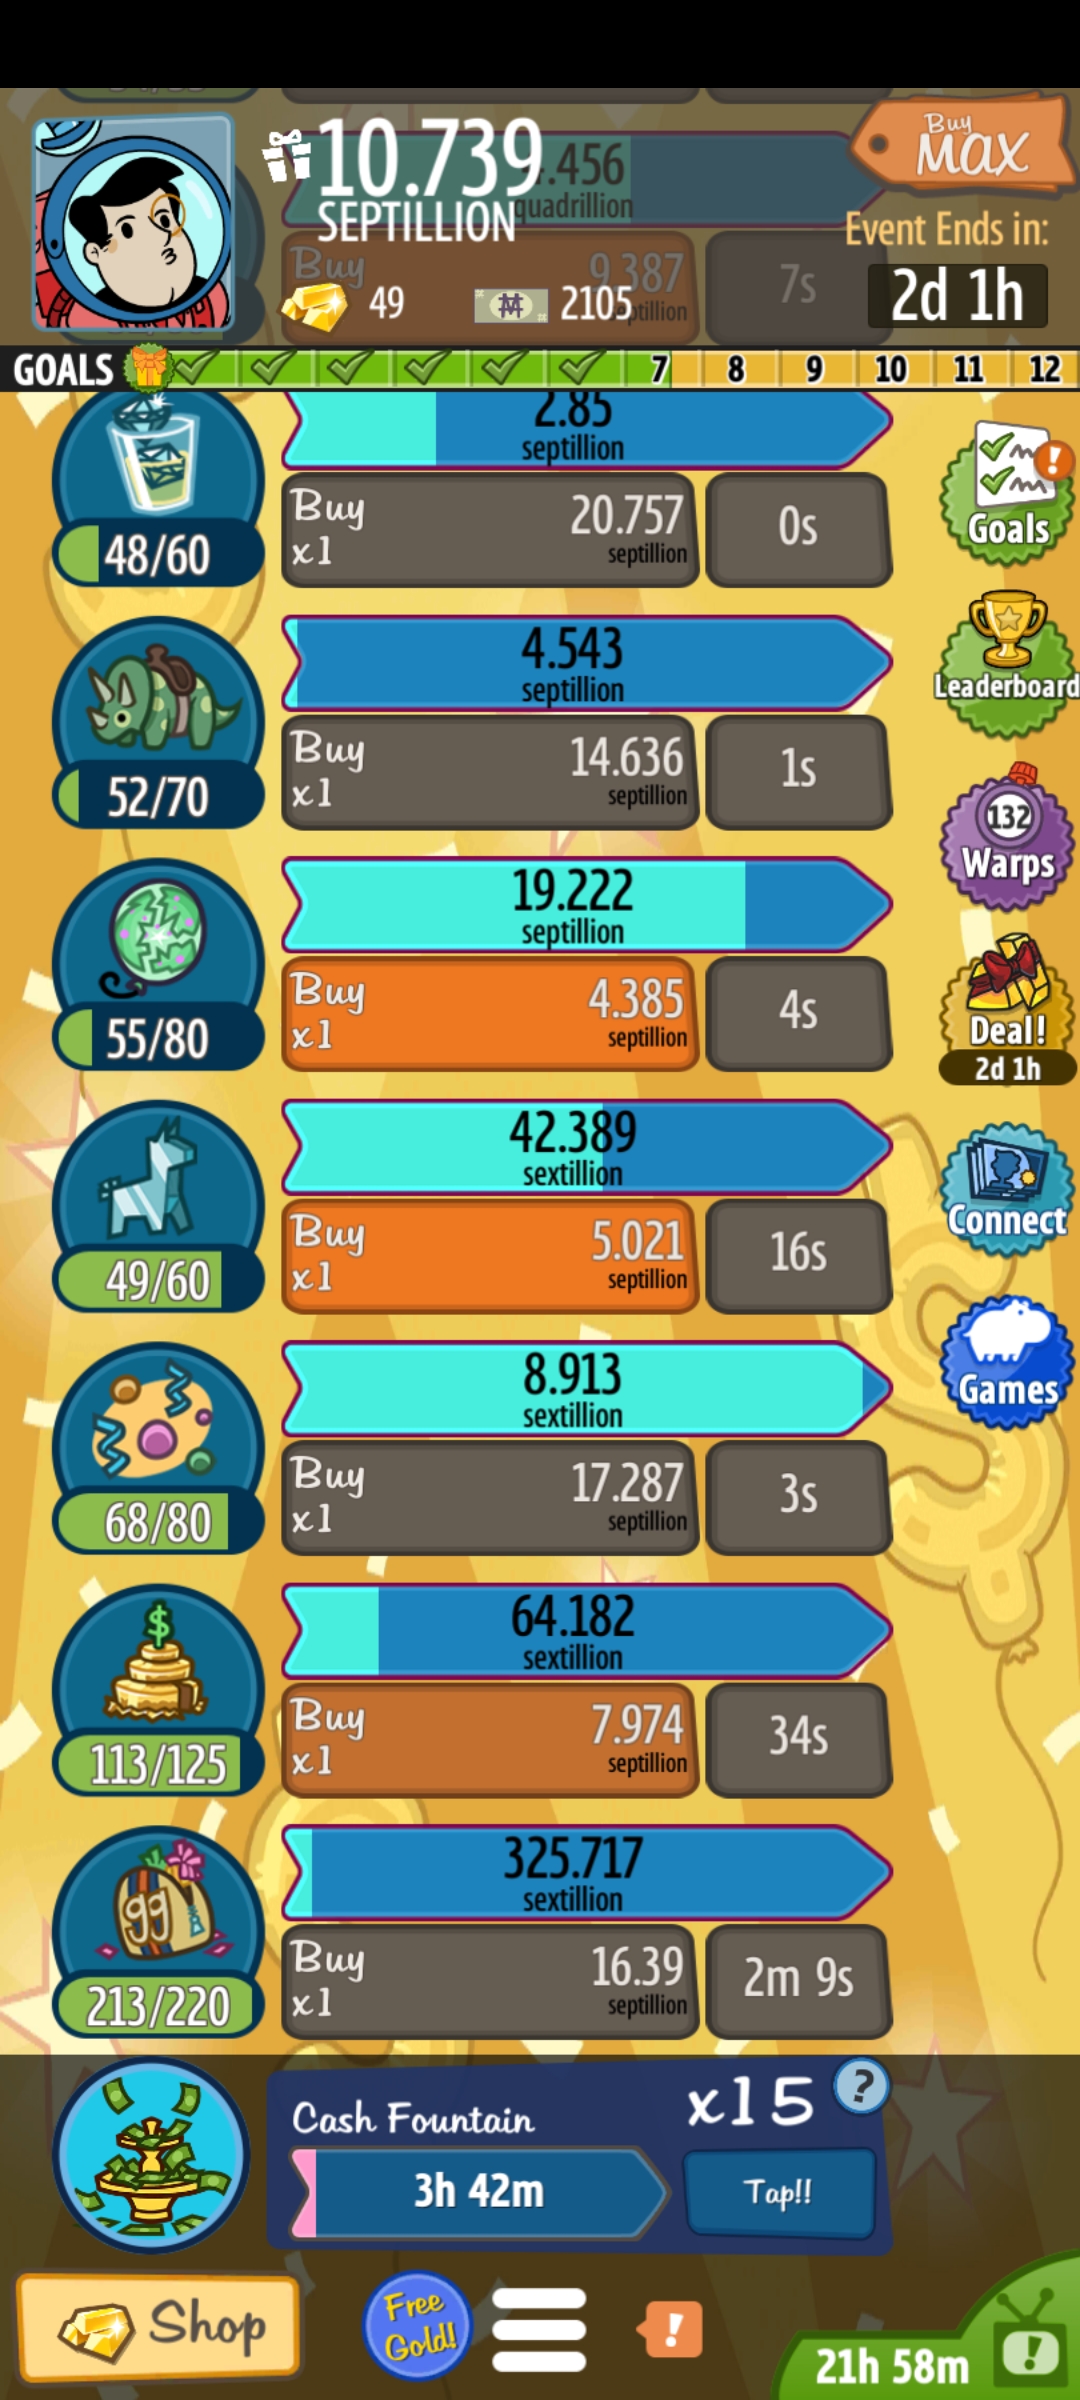 10.739
SEPTILLION
.456
quadrillion
Buy
MAX
Event Ends in:
2d 1h
Buy
9.387
7s
49
2105
GOALS 7 8 9 10 11 12
2.85
septillion
Buy
x1
20.757
septillion
0s
48/60
Goals
4.543
septillion
Buy
x1
14.636
septillion
1s
52/70
Leaderboard
132
Warps
19.222
septillion
Buy
x1
4.385
septillion
4s
55/80
Deal!
2d 1h
42.389
sextillion
Buy
x1
5.021
septillion
16s
49/60
Connect
8.913
sextillion
Buy
x1
17.287
septillion
3s
68/80
Games
64.182
sextillion
$
Buy
x1
7.974
septillion
34s
113/125
325.717
sextillion
99
Buy
x1
16.39
septillion
2m 9s
213/220
Cash Fountain
x15
?
3h 42m
Tap!!
Shop
Free
Gold!
!
21h 58m
!